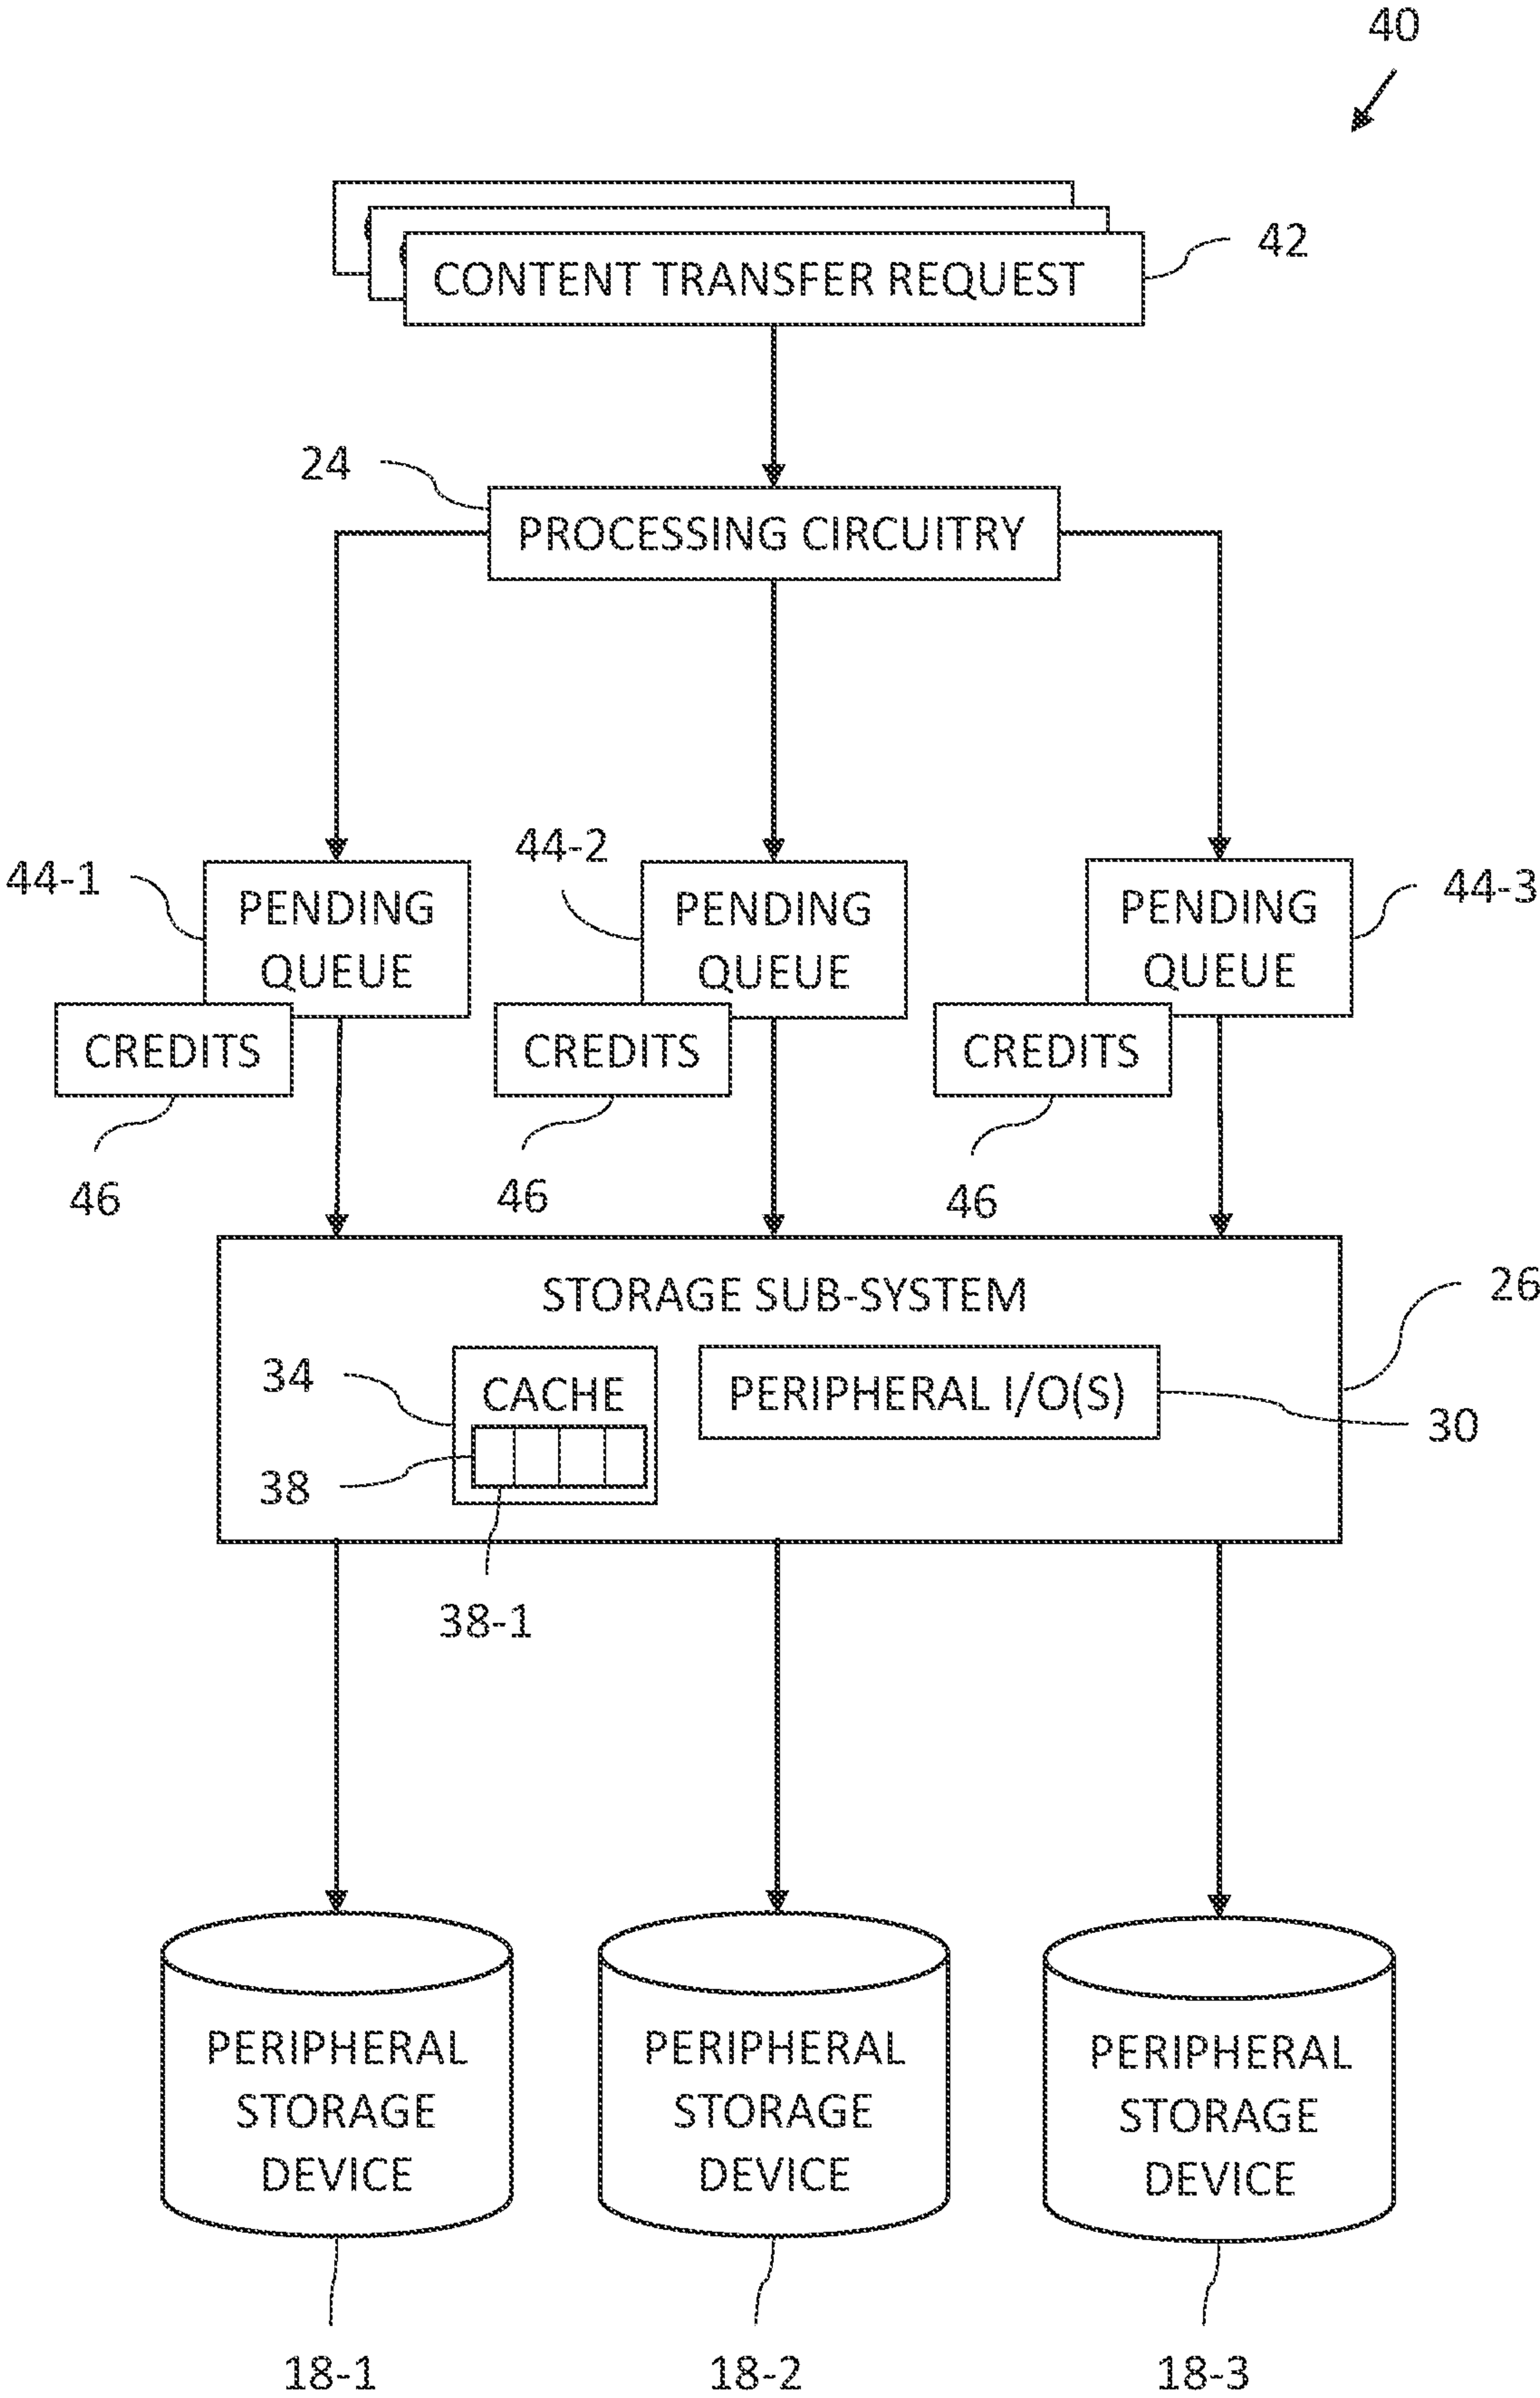 40
42
CONTENT TRANSFER REQUEST
24
PROCESSING CIRCUITRY
44-1
PENDING
QUEUE
CREDITS
46
44-2
PENDING
QUEUE
CREDITS
46
44-3
PENDING
QUEUE
CREDITS
46
STORAGE SUB-SYSTEM
26
34
CACHE
PERIPHERAL I/O(S)
30
38
38-1
PERIPHERAL
STORAGE
DEVICE
PERIPHERAL
STORAGE
DEVICE
PERIPHERAL
STORAGE
DEVICE
18-1
18-2
18-3